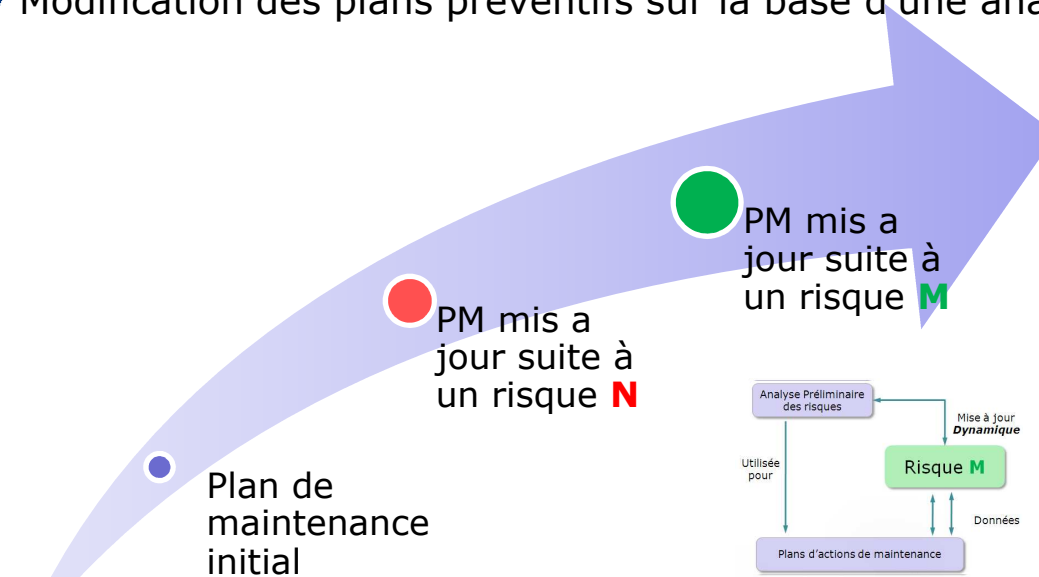 Modification des plans préventifs sur la base d'une ana
PM mis a
jour suite à
un risque M
PM mis a
jour suite à
un risque N
Plan de
maintenance
initial
Analyse Préliminaire
des risques
Mise à jour
Dynamique
Utilisée
pour
Risque M
Données
Plans d'actions de maintenance